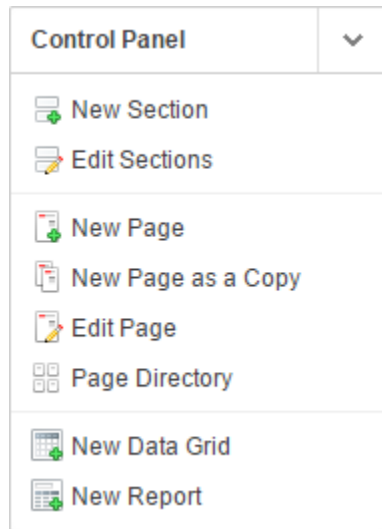 Control Panel
New Section
Edit Sections
New Page
New Page as a Copy
Edit Page
Page Directory
New Data Grid
New Report